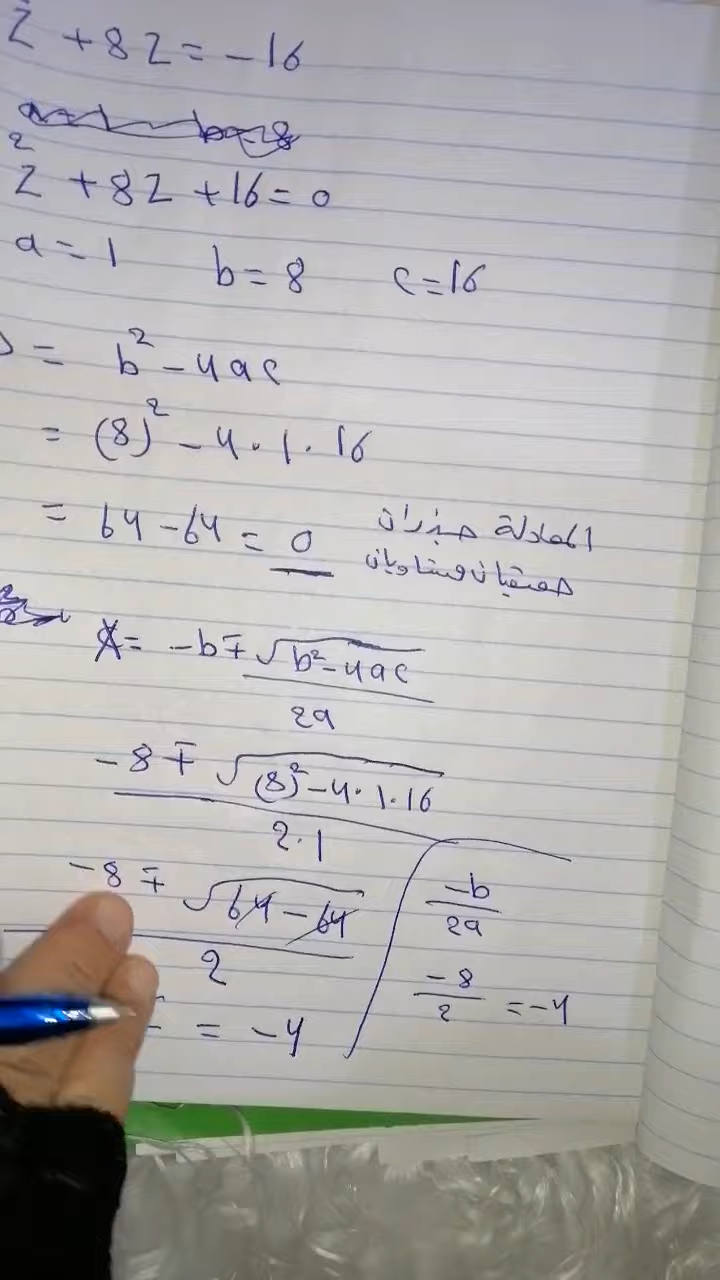 z² + 8z = -16
z² + 8z + 16 = 0
a = 1 b = 8 c = 16
= b² - 4ac
= (8)² - 4 · 1 · 16
= 64 - 64 = 0
المعادلة جذران
حقيقيان متساويان
= -b ∓ √(b² - 4ac) / 2a
-8 ∓ √((8)² - 4 · 1 · 16) / 2 · 1
-8 ∓ √(64 - 64) / 2
= -4
-b / 2a
-8 / 2 = -4